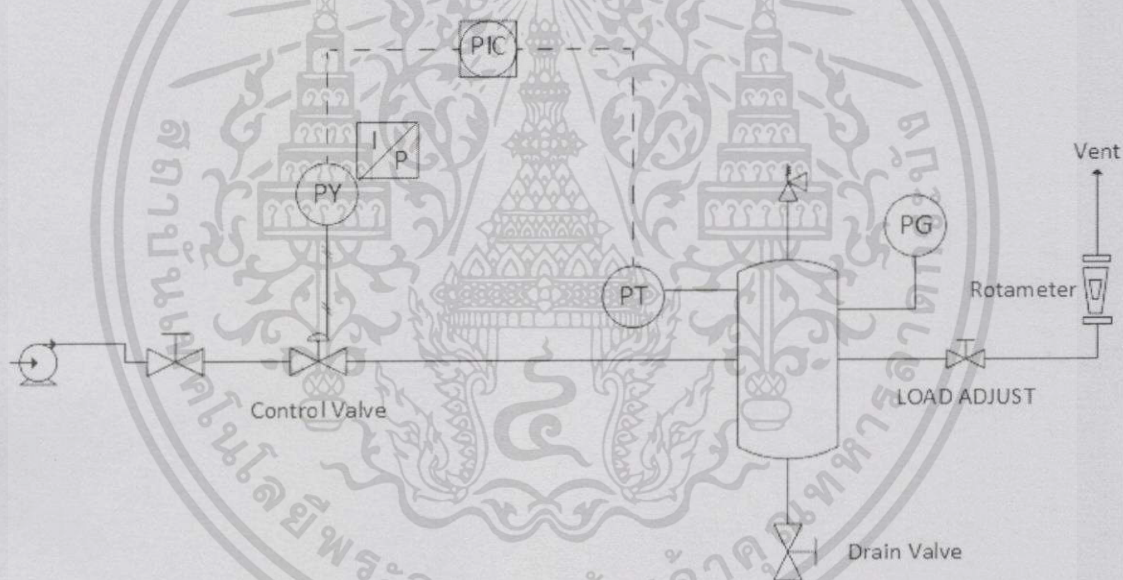 PIC
I
P
PY
Vent
PG
PT
Rotameter
Control Valve
LOAD ADJUST
Drain Valve